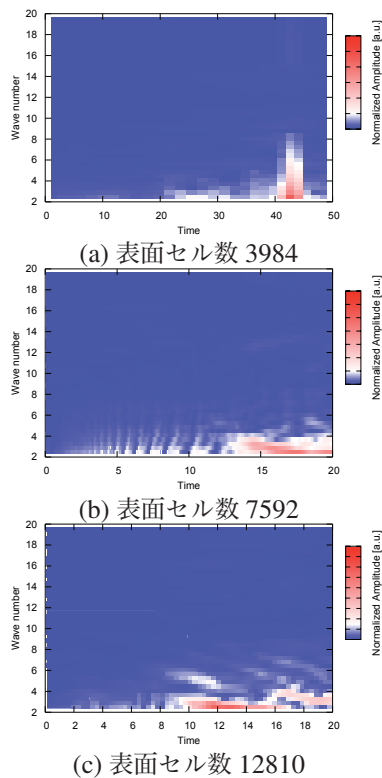 20
18
16
14
12
10
8
6
4
2
Wave number
0 10 20 30 40 50
Time
Normalized Amplitude [a.u.]
(a) 表面セル数 3984
20
18
16
14
12
10
8
6
4
2
Wave number
0 5 10 15 20
Time
Normalized Amplitude [a.u.]
(b) 表面セル数 7592
20
18
16
14
12
10
8
6
4
2
Wave number
0 2 4 6 8 10 12 14 16 18 20
Time
Normalized Amplitude [a.u.]
(c) 表面セル数 12810